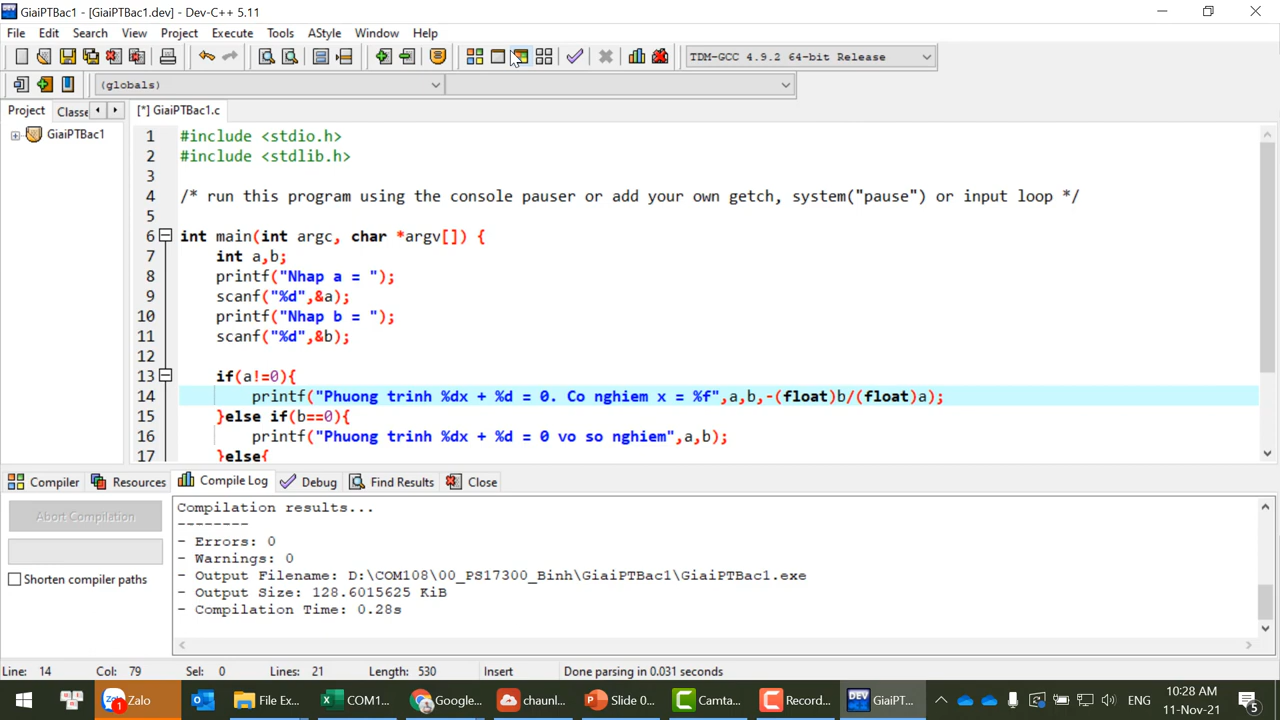 GiaiPTBac1 - [GiaiPTBac1.dev] - Dev-C++ 5.11
File Edit Search View Project Execute Tools AStyle Window Help
TDM-GCC 4.9.2 64-bit Release
(globals)
Project Classe [*] GiaiPTBac1.c
GiaiPTBac1
1 #include <stdio.h>
2 #include <stdlib.h>
3
4 /* run this program using the console pauser or add your own getch, system("pause") or input loop */
5
6 int main(int argc, char *argv[]) {
7 int a,b;
8 printf("Nhap a = ");
9 scanf("%d",&a);
10 printf("Nhap b = ");
11 scanf("%d",&b);
12
13 if(a!=0){
14 printf("Phuong trinh %dx + %d = 0. Co nghiem x = %f",a,b,-(float)b/(float)a);
15 }else if(b==0){
16 printf("Phuong trinh %dx + %d = 0 vo so nghiem",a,b);
17 }else{
Compiler Resources Compile Log Debug Find Results Close
Abort Compilation
Shorten compiler paths
Compilation results...
--------
- Errors: 0
- Warnings: 0
- Output Filename: D:\COM108\00_PS17300_Binh\GiaiPTBac1\GiaiPTBac1.exe
- Output Size: 128.6015625 KiB
- Compilation Time: 0.28s
Line: 14 Col: 79 Sel: 0 Lines: 21 Length: 530 Insert Done parsing in 0.031 seconds
Zalo 1 File Ex... COM1... Google... chaunl... Slide 0... Camta... Record... DEV GiaiPT... ENG 10:28 AM
11-Nov-21 5